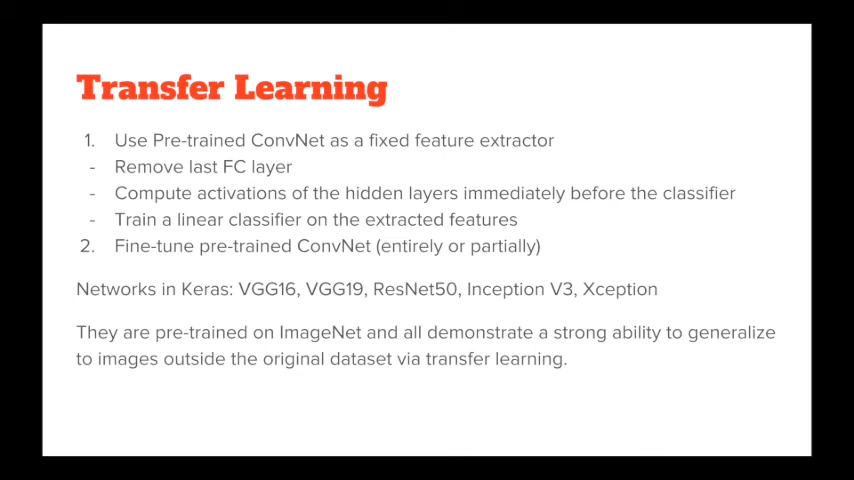 Transfer Learning
1. Use Pre-trained ConvNet as a fixed feature extractor
- Remove last FC layer
- Compute activations of the hidden layers immediately before the classifier
- Train a linear classifier on the extracted features
2. Fine-tune pre-trained ConvNet (entirely or partially)
Networks in Keras: VGG16, VGG19, ResNet50, Inception V3, Xception
They are pre-trained on ImageNet and all demonstrate a strong ability to generalize
to images outside the original dataset via transfer learning.